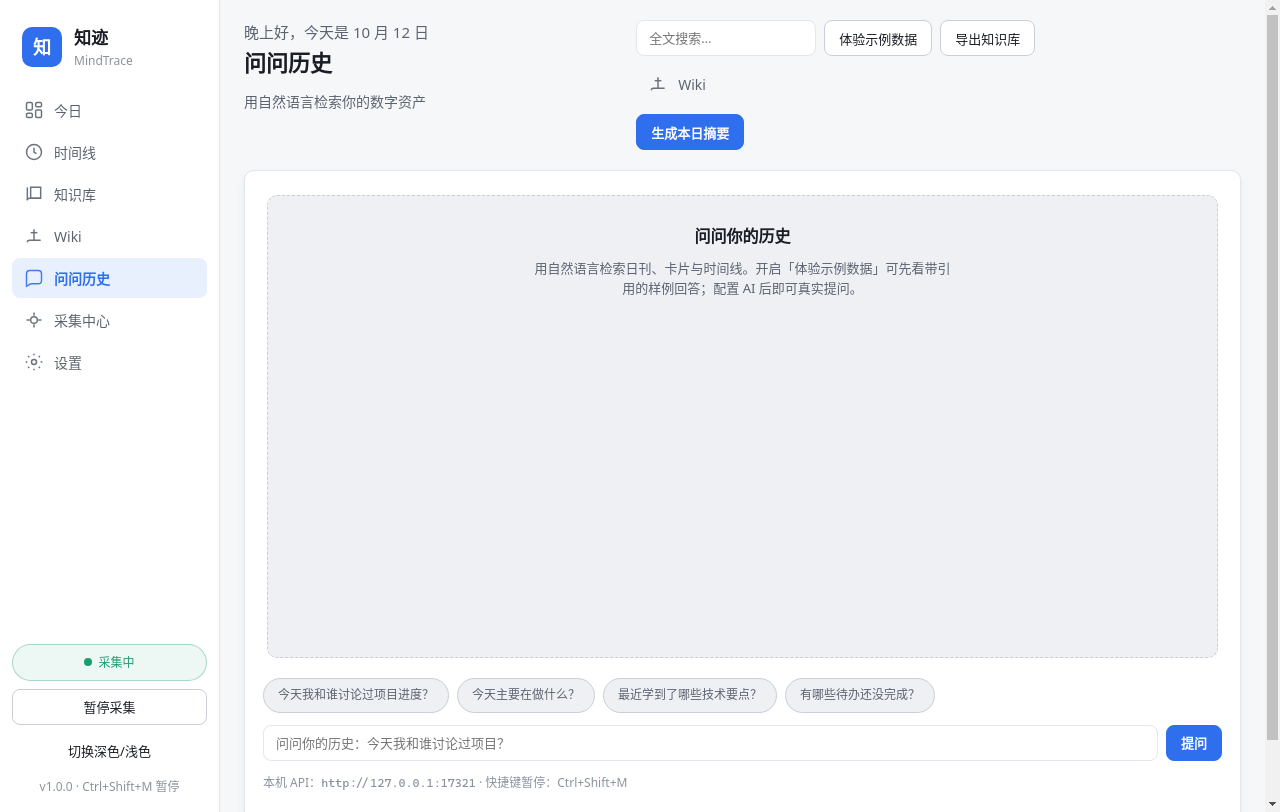 知
知迹
MindTrace
今日
时间线
知识库
Wiki
问问历史
采集中心
设置
采集中
暂停采集
切换深色/浅色
v1.0.0 · Ctrl+Shift+M 暂停
晚上好，今天是 10 月 12 日
问问历史
用自然语言检索你的数字资产
全文搜索...
体验示例数据
导出知识库
Wiki
生成本日摘要
问问你的历史
用自然语言检索日刊、卡片与时间线。开启「体验示例数据」可先看带引
用的样例回答；配置 AI 后即可真实提问。
今天我和谁讨论过项目进度？
今天主要在做什么？
最近学到了哪些技术要点？
有哪些待办还没完成？
问问你的历史：今天我和谁讨论过项目？
提问
本机 API：http://127.0.0.1:17321 · 快捷键暂停：Ctrl+Shift+M